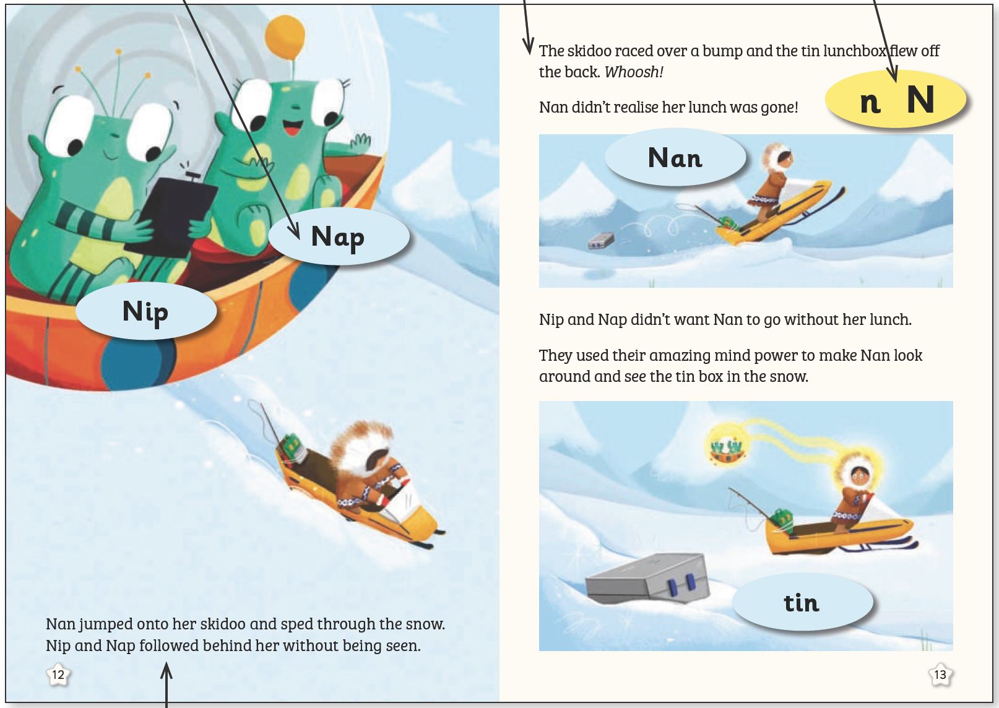 Nap
Nip
Nan jumped onto her skidoo and sped through the snow.
Nip and Nap followed behind her without being seen.
12
The skidoo raced over a bump and the tin lunchbox flew off
the back. Whoosh!
n N
Nan didn’t realise her lunch was gone!
Nan
Nip and Nap didn’t want Nan to go without her lunch.
They used their amazing mind power to make Nan look
around and see the tin box in the snow.
tin
13